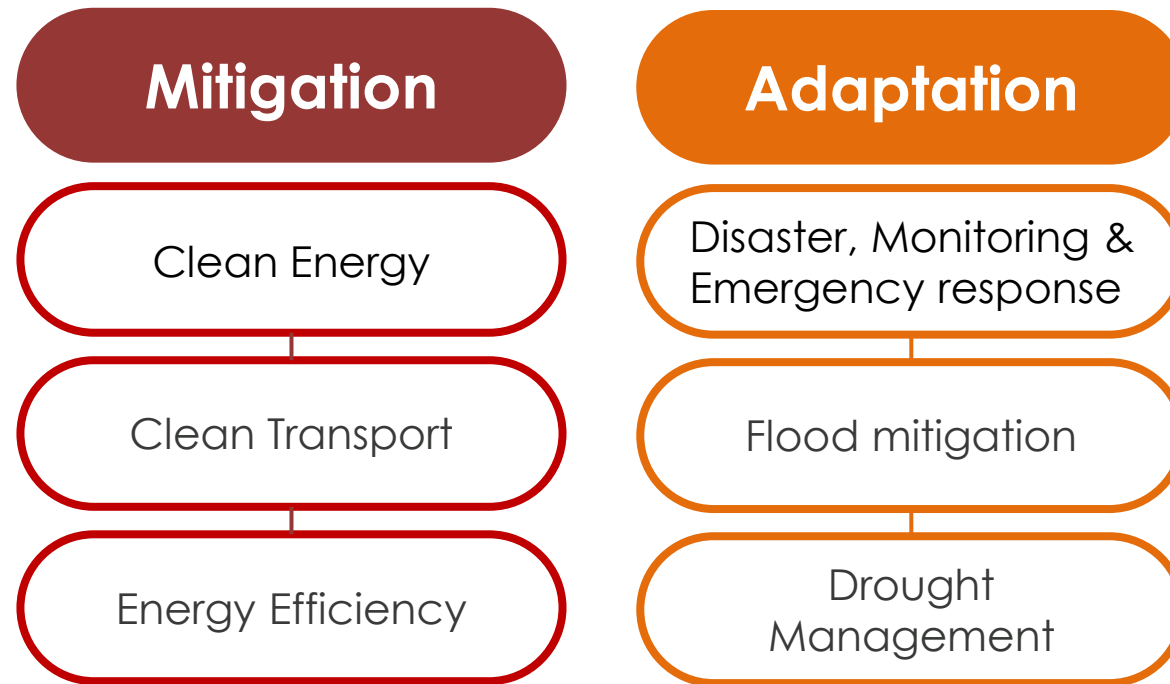 Mitigation
Clean Energy
Clean Transport
Energy Efficiency
Adaptation
Disaster, Monitoring &
Emergency response
Flood mitigation
Drought
Management